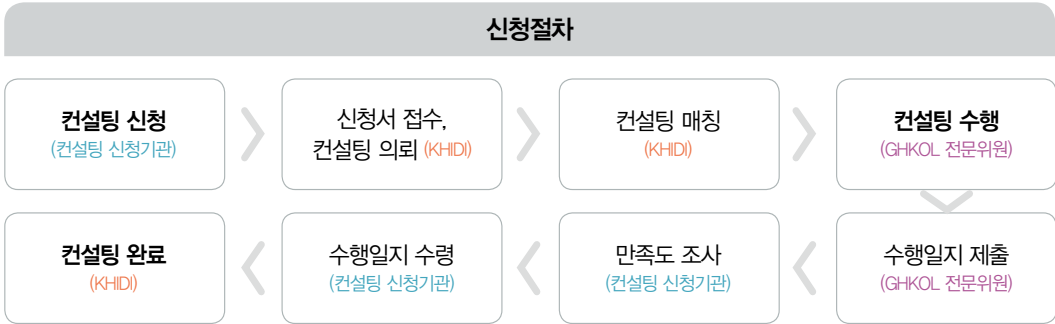 신청절차
컨설팅 신청
(컨설팅 신청기관)
신청서 접수,
컨설팅 의뢰 (KHIDI)
컨설팅 매칭
(KHIDI)
컨설팅 수행
(GHKOL 전문위원)
수행일지 제출
(GHKOL 전문위원)
만족도 조사
(컨설팅 신청기관)
수행일지 수령
(컨설팅 신청기관)
컨설팅 완료
(KHIDI)